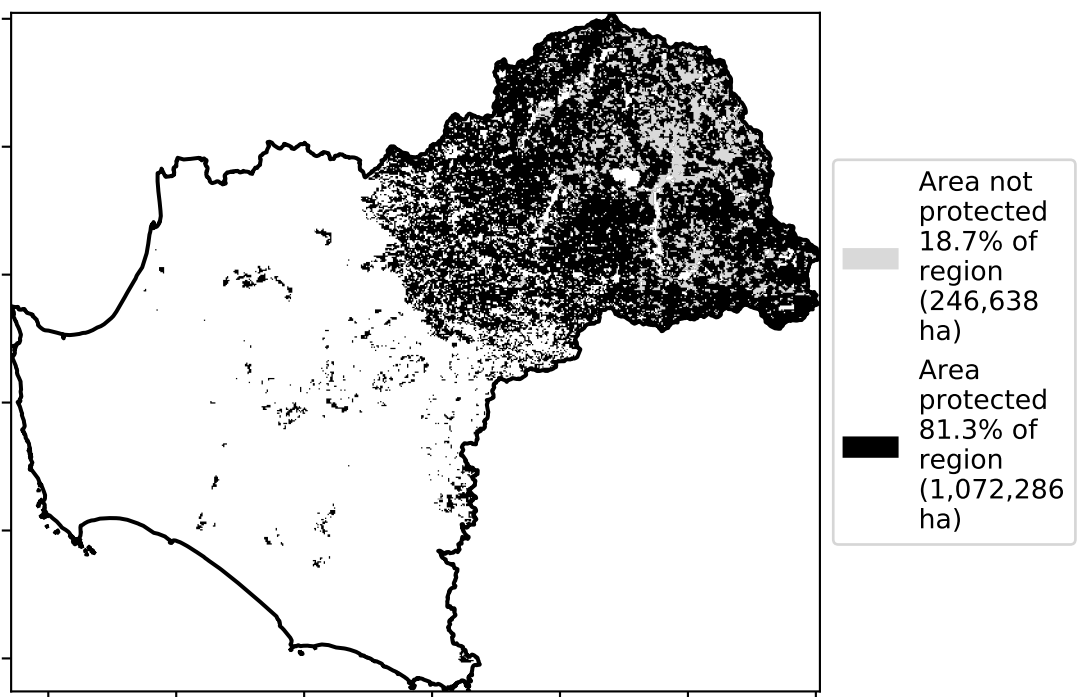 Area not
protected
18.7% of
region
(246,638
ha)
Area
protected
81.3% of
region
(1,072,286
ha)